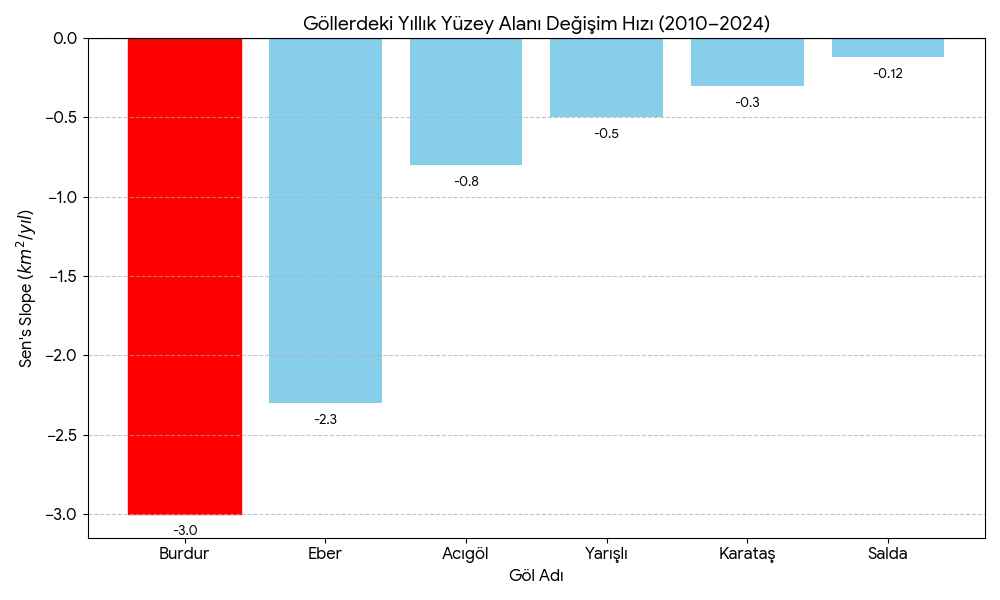 Göllerdeki Yıllık Yüzey Alanı Değişim Hızı (2010–2024)
0.0
−0.5
−1.0
−1.5
−2.0
−2.5
−3.0
Sen's Slope (km²/yıl)
-3.0
-2.3
-0.8
-0.5
-0.3
-0.12
Burdur
Eber
Acıgöl
Yarışlı
Karataş
Salda
Göl Adı